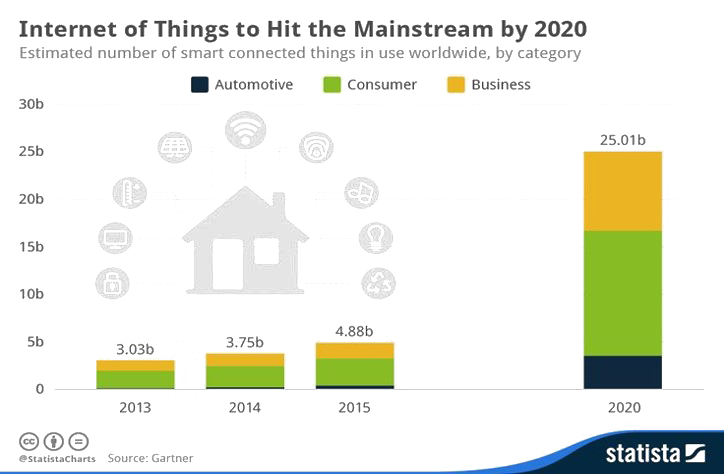 Internet of Things to Hit the Mainstream by 2020
Estimated number of smart connected things in use worldwide, by category
Automotive Consumer Business
30b
25b
20b
15b
10b
5b
0
3.03b
3.75b
4.88b
25.01b
2013 2014 2015 2020
@StatistaCharts Source: Gartner
statista